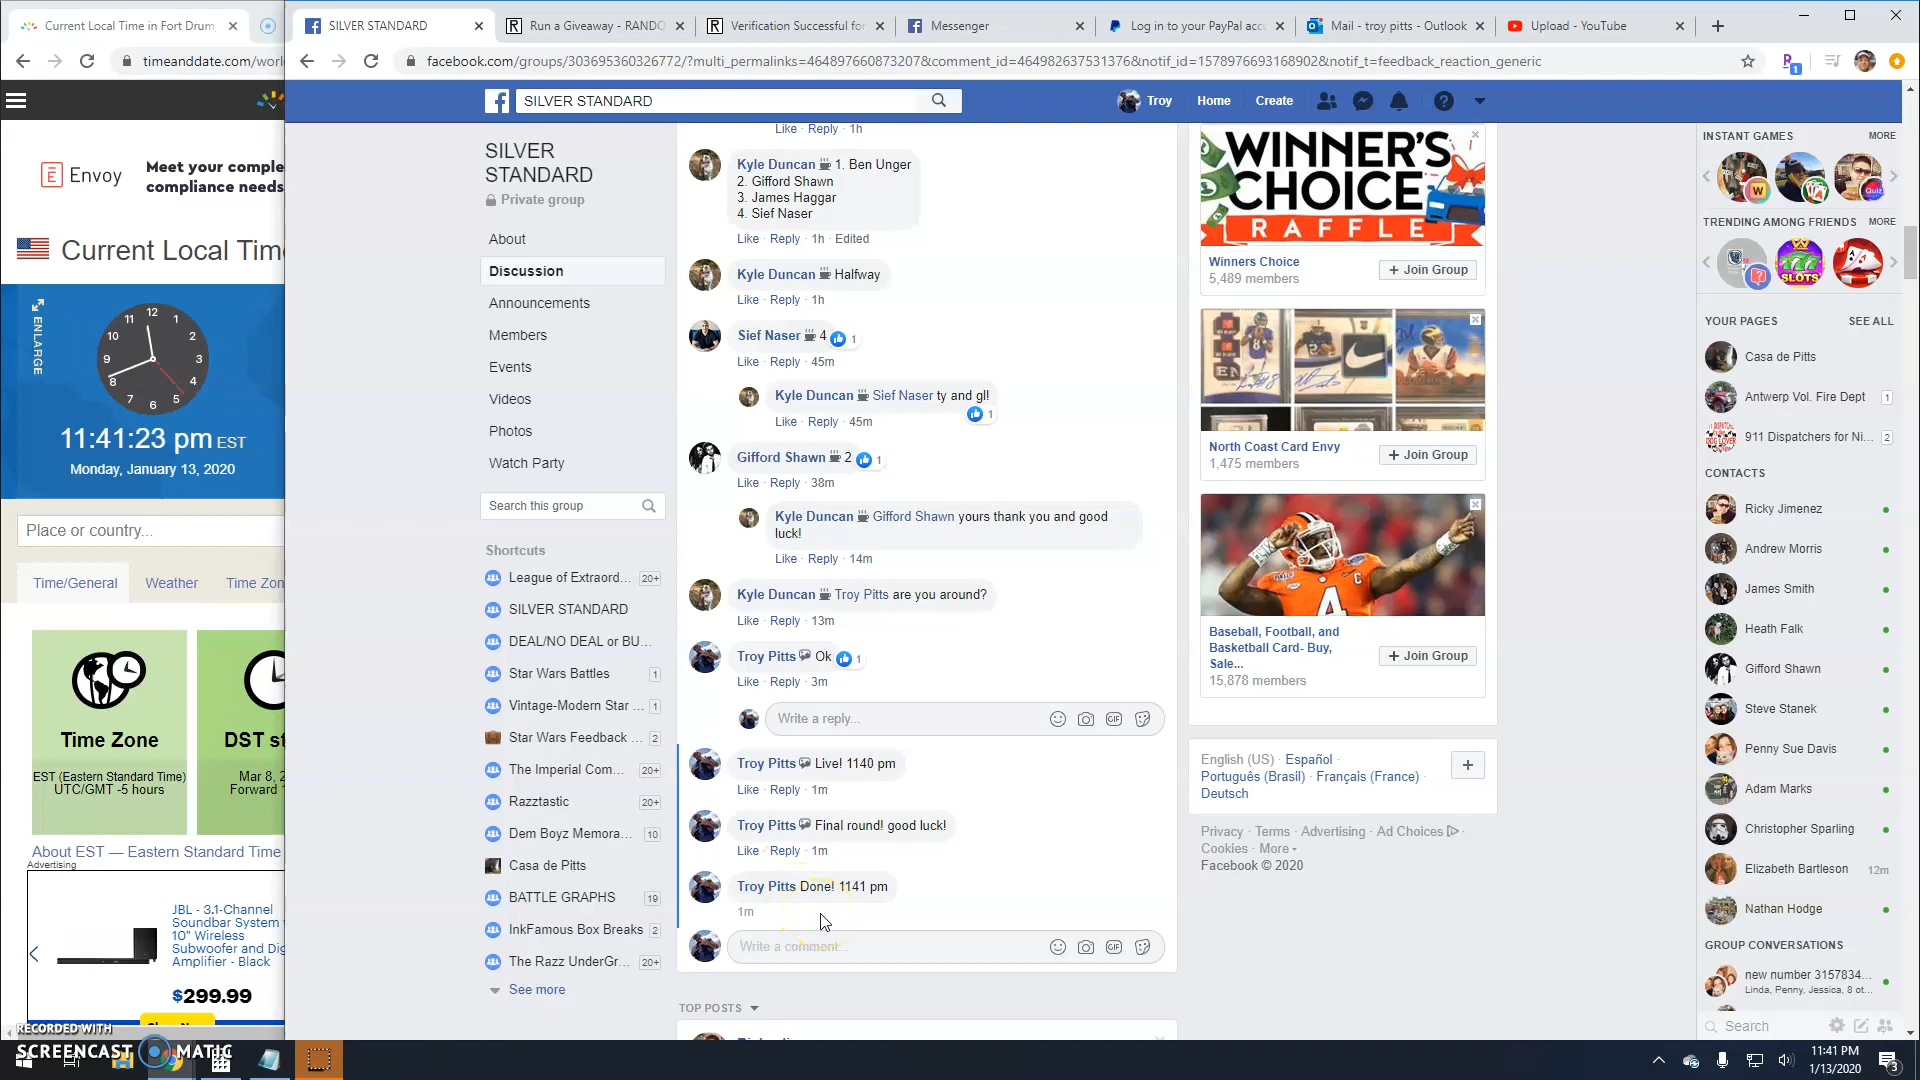 Current Local Time in Fort Drum
SILVER STANDARD
Run a Giveaway - RANDO
Verification Successful for
Messenger
Log in to your PayPal acc
Mail - troy pitts - Outlook
Upload - YouTube
timeanddate.com/worl
facebook.com/groups/303695360326772/?multi_permalinks=464897660873207&comment_id=464982637531376&notif_id=1578976693168902&notif_t=feedback_reaction_generic
Envoy
Meet your comple
compliance needs
Current Local Time
ENLARGE
11:41:23 pm EST
Monday, January 13, 2020
Place or country...
Time/General
Weather
Time Zon
Time Zone
EST (Eastern Standard Time)
UTC/GMT -5 hours
DST st
Mar 8, 2
Forward 1
About EST — Eastern Standard Time
Advertising
JBL - 3.1-Channel
Soundbar System
10" Wireless
Subwoofer and Dig
Amplifier - Black
$299.99
RECORDED WITH
SCREENCAST MATIC
SILVER STANDARD
Troy
Home
Create
SILVER
STANDARD
Private group
About
Discussion
Announcements
Members
Events
Videos
Photos
Watch Party
Search this group
Shortcuts
League of Extraord... 20+
SILVER STANDARD
DEAL/NO DEAL or BU...
Star Wars Battles 1
Vintage-Modern Star ... 1
Star Wars Feedback ... 2
The Imperial Com... 20+
Razztastic 20+
Dem Boyz Memora... 10
Casa de Pitts
BATTLE GRAPHS 19
InkFamous Box Breaks 2
The Razz UnderGr... 20+
See more
Like · Reply · 1h
Kyle Duncan 1. Ben Unger
2. Gifford Shawn
3. James Haggar
4. Sief Naser
Like · Reply · 1h · Edited
Kyle Duncan Halfway
Like · Reply · 1h
Sief Naser 4 1
Like · Reply · 45m
Kyle Duncan Sief Naser ty and gl!
1
Like · Reply · 45m
Gifford Shawn 2 1
Like · Reply · 38m
Kyle Duncan Gifford Shawn yours thank you and good
luck!
Like · Reply · 14m
Kyle Duncan Troy Pitts are you around?
Like · Reply · 13m
Troy Pitts Ok 1
Like · Reply · 3m
Write a reply...
Troy Pitts Live! 1140 pm
Like · Reply · 1m
Troy Pitts Final round! good luck!
Like · Reply · 1m
Troy Pitts Done! 1141 pm
1m
Write a comment...
TOP POSTS
WINNER'S
CHOICE
RAFFLE
Winners Choice
5,489 members
+ Join Group
North Coast Card Envy
1,475 members
+ Join Group
Baseball, Football, and
Basketball Card- Buy,
Sale...
15,878 members
+ Join Group
English (US) · Español ·
Português (Brasil) · Français (France) ·
Deutsch
Privacy · Terms · Advertising · Ad Choices ·
Cookies · More
Facebook © 2020
INSTANT GAMES MORE
TRENDING AMONG FRIENDS MORE
YOUR PAGES SEE ALL
Casa de Pitts
Antwerp Vol. Fire Dept 1
911 Dispatchers for Ni... 2
CONTACTS
Ricky Jimenez
Andrew Morris
James Smith
Heath Falk
Gifford Shawn
Steve Stanek
Penny Sue Davis
Adam Marks
Christopher Sparling
Elizabeth Bartleson 12m
Nathan Hodge
GROUP CONVERSATIONS
new number 3157834...
Linda, Penny, Jessica, 8 ot...
Search
11:41 PM
1/13/2020
3